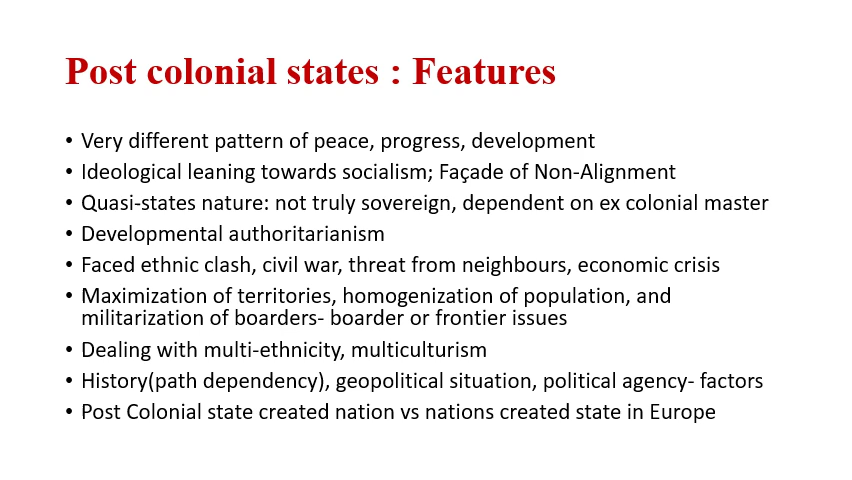 Post colonial states : Features
• Very different pattern of peace, progress, development
• Ideological leaning towards socialism; Façade of Non-Alignment
• Quasi-states nature: not truly sovereign, dependent on ex colonial master
• Developmental authoritarianism
• Faced ethnic clash, civil war, threat from neighbours, economic crisis
• Maximization of territories, homogenization of population, and
militarization of boarders- boarder or frontier issues
• Dealing with multi-ethnicity, multiculturism
• History(path dependency), geopolitical situation, political agency- factors
• Post Colonial state created nation vs nations created state in Europe